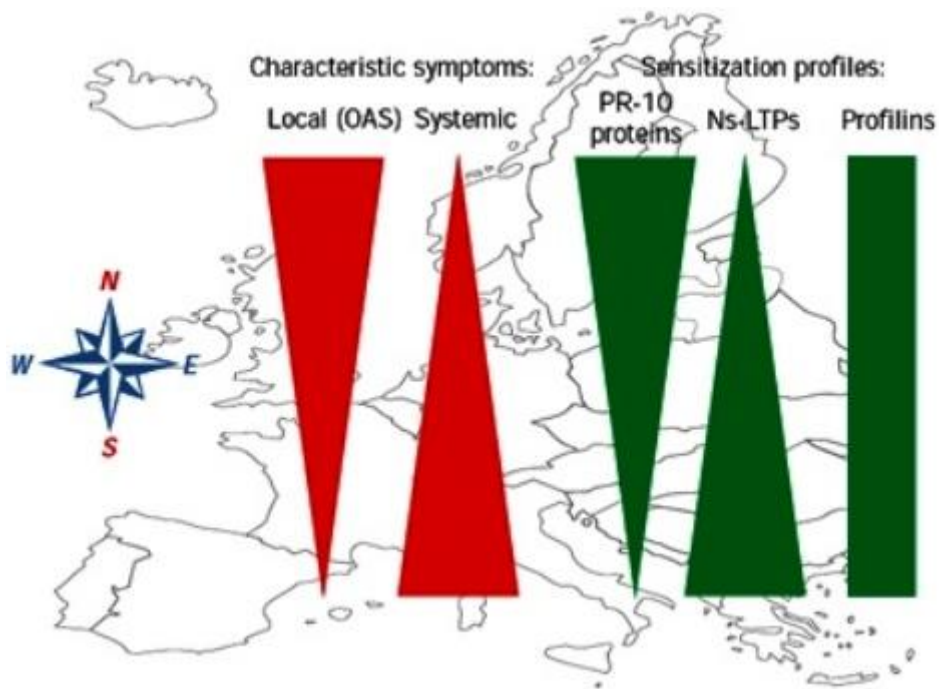 Characteristic symptoms:
Sensitization profiles:
Local (OAS)
Systemic
PR-10
proteins
Ns-LTPs
Profilins
N
W
E
S